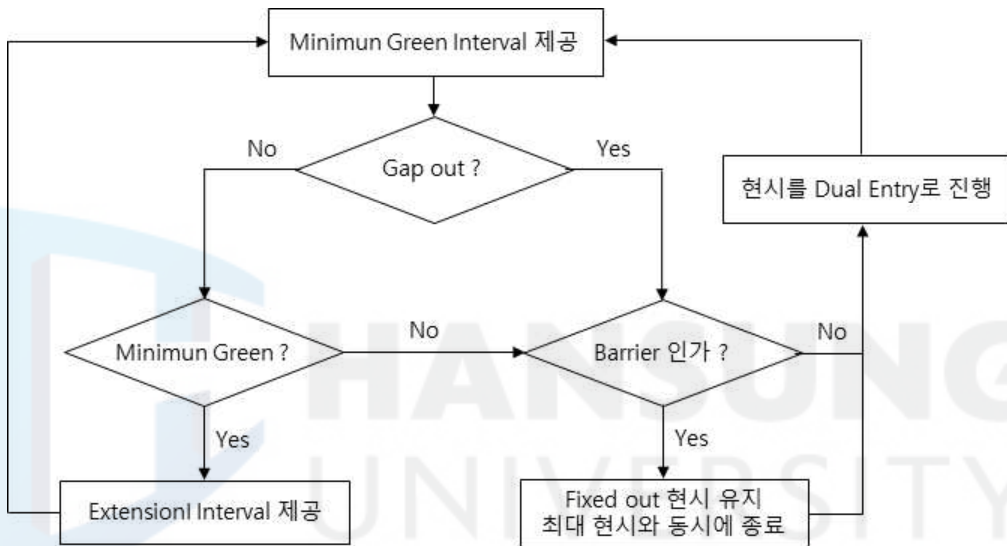 Minimun Green Interval 제공
No
Gap out ?
Yes
현시를 Dual Entry로 진행
Minimun Green ?
No
Barrier 인가 ?
No
Yes
Yes
Extensionl Interval 제공
Fixed out 현시 유지
최대 현시와 동시에 종료
HANSUNG
UNIVERSITY